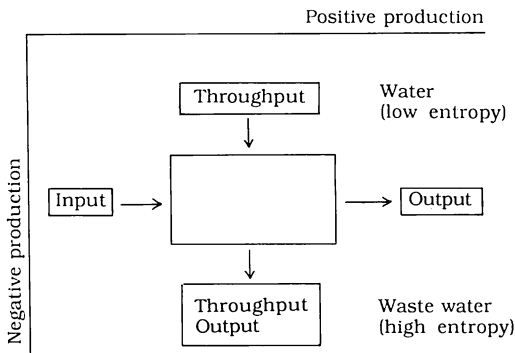 Positive production
Throughput
Water
(low entropy)
Negative production
Input
Output
Throughput
Output
Waste water
(high entropy)